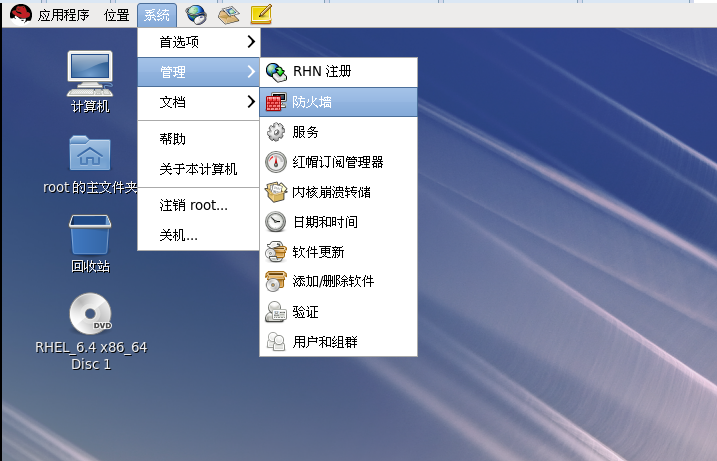 应用程序 位置 系统
首选项
管理
文档
帮助
关于本计算机
注销 root...
关机...
RHN 注册
防火墙
服务
红帽订阅管理器
内核崩溃转储
日期和时间
软件更新
添加/删除软件
验证
用户和组群
计算机
root 的主文件夹
回收站
DVD
RHEL_6.4 x86_64
Disc 1